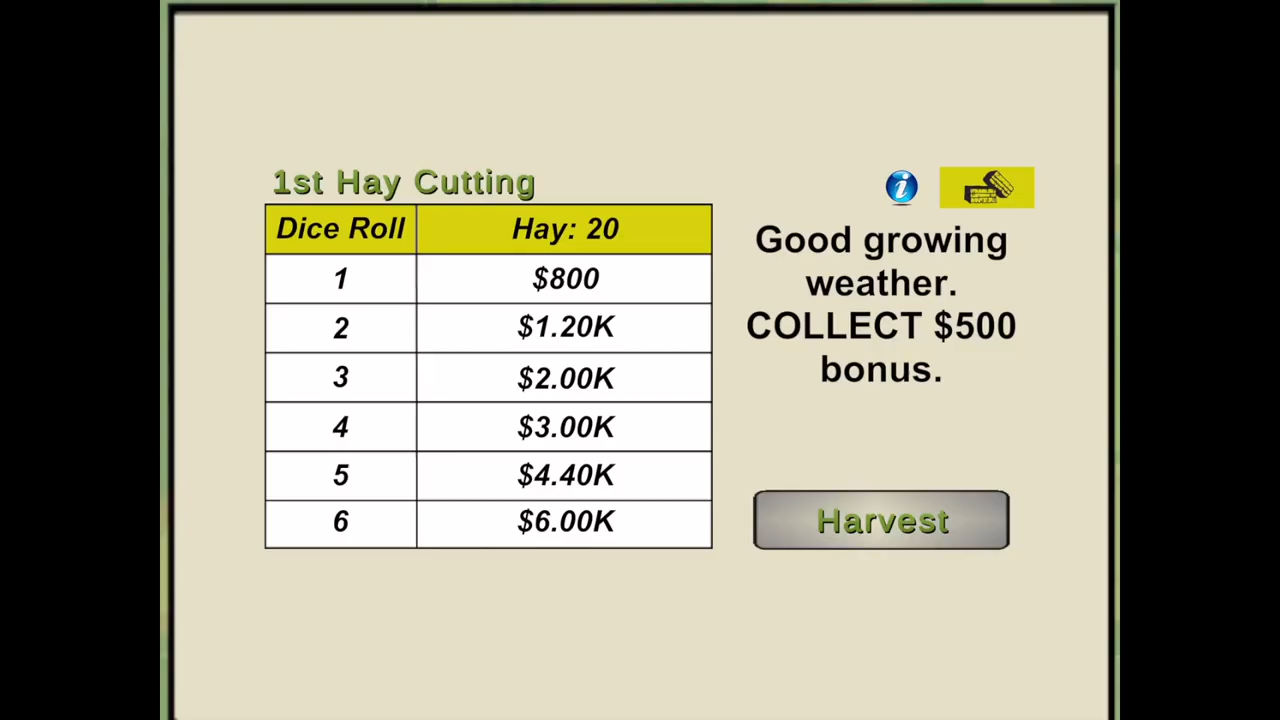 1st Hay Cutting
Dice Roll Hay: 20
1 $800
2 $1.20K
3 $2.00K
4 $3.00K
5 $4.40K
6 $6.00K
i
Good growing
weather.
COLLECT $500
bonus.
Harvest